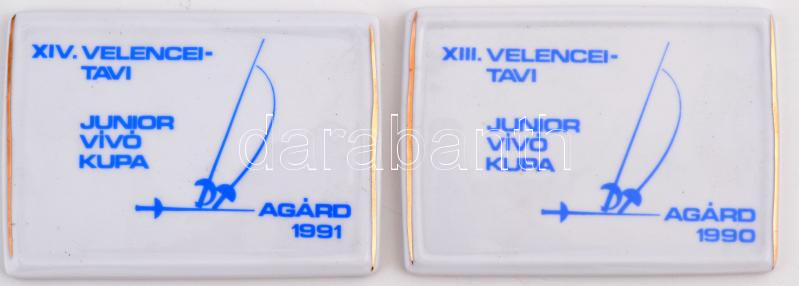 XIV. VELENCEI-
TAVI
JUNIOR
VÍVÓ
KUPA
AGÁRD
1991
XIII. VELENCEI-
TAVI
JUNIOR
VÍVÓ
KUPA
AGÁRD
1990
darabanth